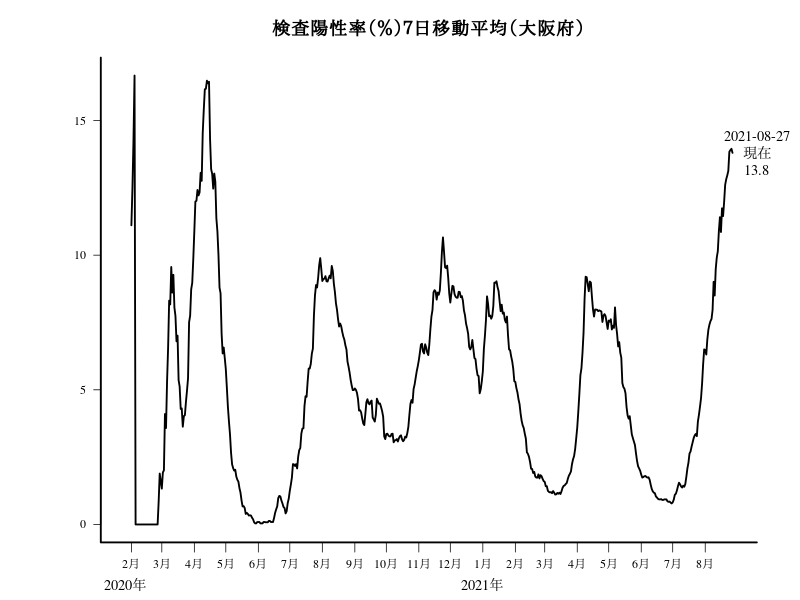 検査陽性率(%)7日移動平均(大阪府)
15
10
5
0
2021-08-27
現在
13.8
2月 3月 4月 5月 6月 7月 8月 9月 10月 11月 12月 1月 2月 3月 4月 5月 6月 7月 8月
2020年 2021年